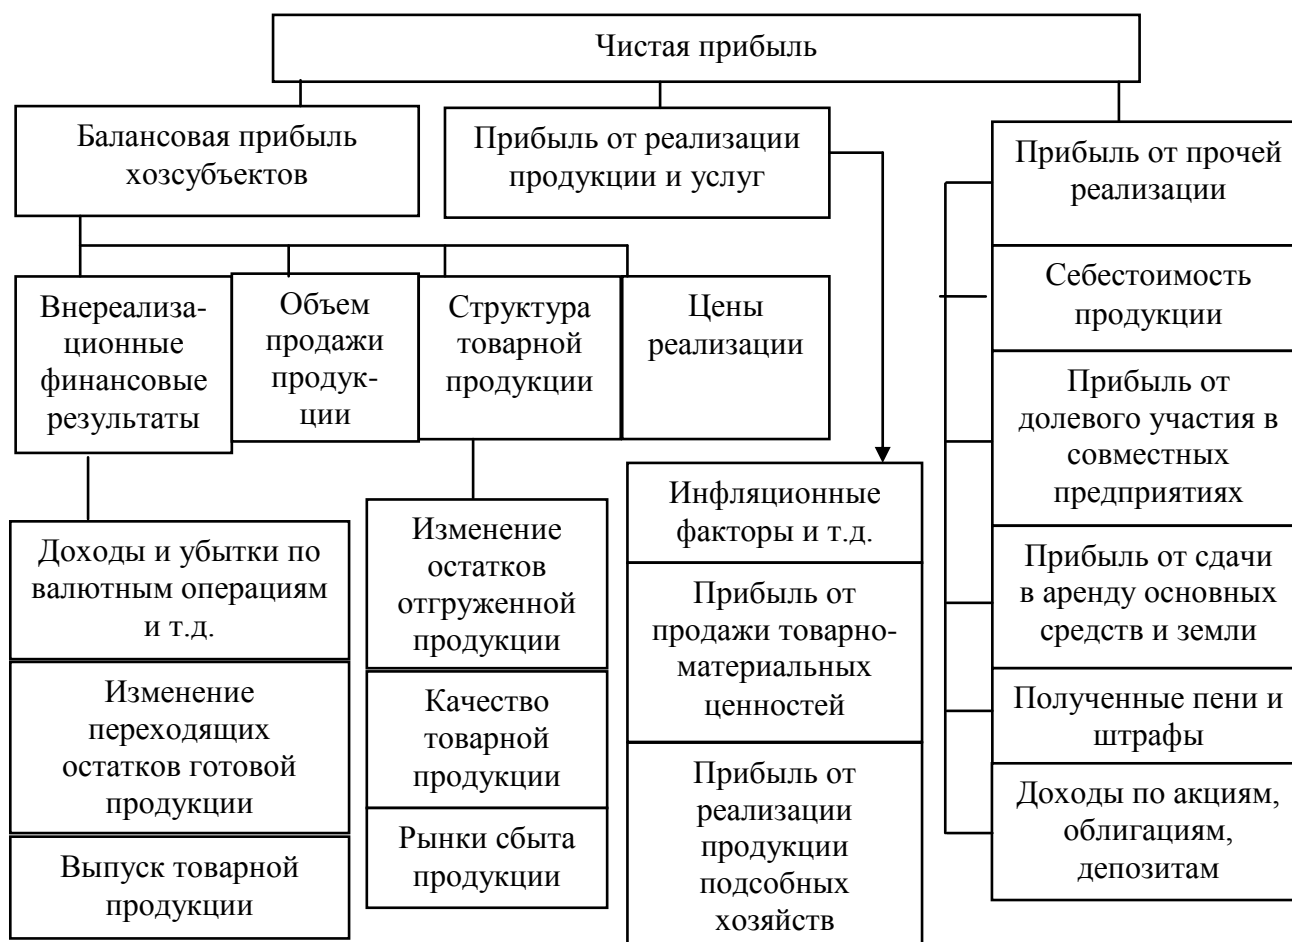 Чистая прибыль
Балансовая прибыль
хозсубъектов
Прибыль от реализации
продукции и услуг
Прибыль от прочей
реализации
Внереализа-
ционные
финансовые
результаты
Объем
продажи
продук-
ции
Структура
товарной
продукции
Цены
реализации
Себестоимость
продукции
Прибыль от
долевого участия в
совместных
предприятиях
Прибыль от сдачи
в аренду основных
средств и земли
Полученные пени и
штрафы
Доходы по акциям,
облигациям,
депозитам
Доходы и убытки по
валютным операциям
и т.д.
Изменение
переходящих
остатков готовой
продукции
Выпуск товарной
продукции
Изменение
остатков
отгруженной
продукции
Качество
товарной
продукции
Рынки сбыта
продукции
Инфляционные
факторы и т.д.
Прибыль от
продажи товарно-
материальных
ценностей
Прибыль от
реализации
продукции
подсобных
хозяйств